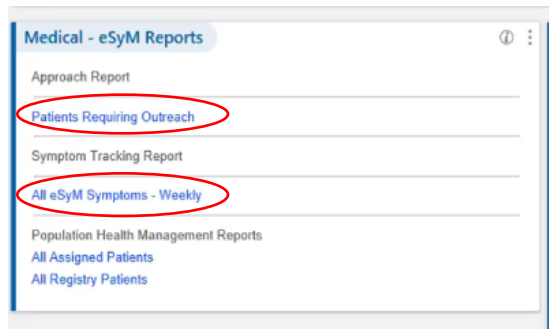 Medical - eSyM Reports
Approach Report
Patients Requiring Outreach
Symptom Tracking Report
All eSyM Symptoms - Weekly
Population Health Management Reports
All Assigned Patients
All Registry Patients